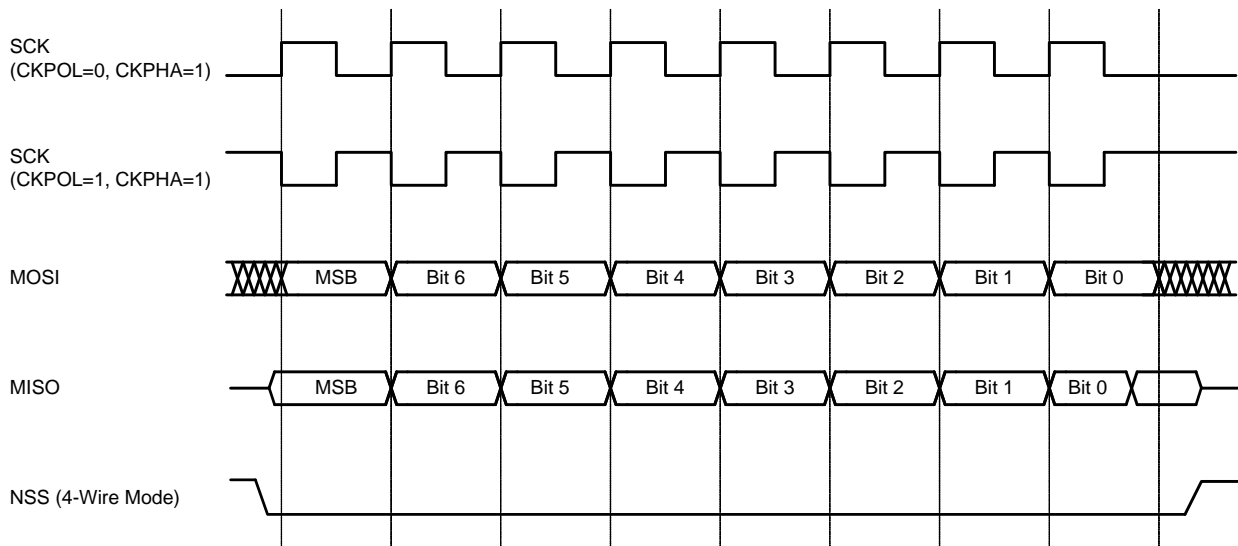 SCK
(CKPOL=0, CKPHA=1)
SCK
(CKPOL=1, CKPHA=1)
MOSI
MSB
Bit 6
Bit 5
Bit 4
Bit 3
Bit 2
Bit 1
Bit 0
MISO
MSB
Bit 6
Bit 5
Bit 4
Bit 3
Bit 2
Bit 1
Bit 0
NSS (4-Wire Mode)